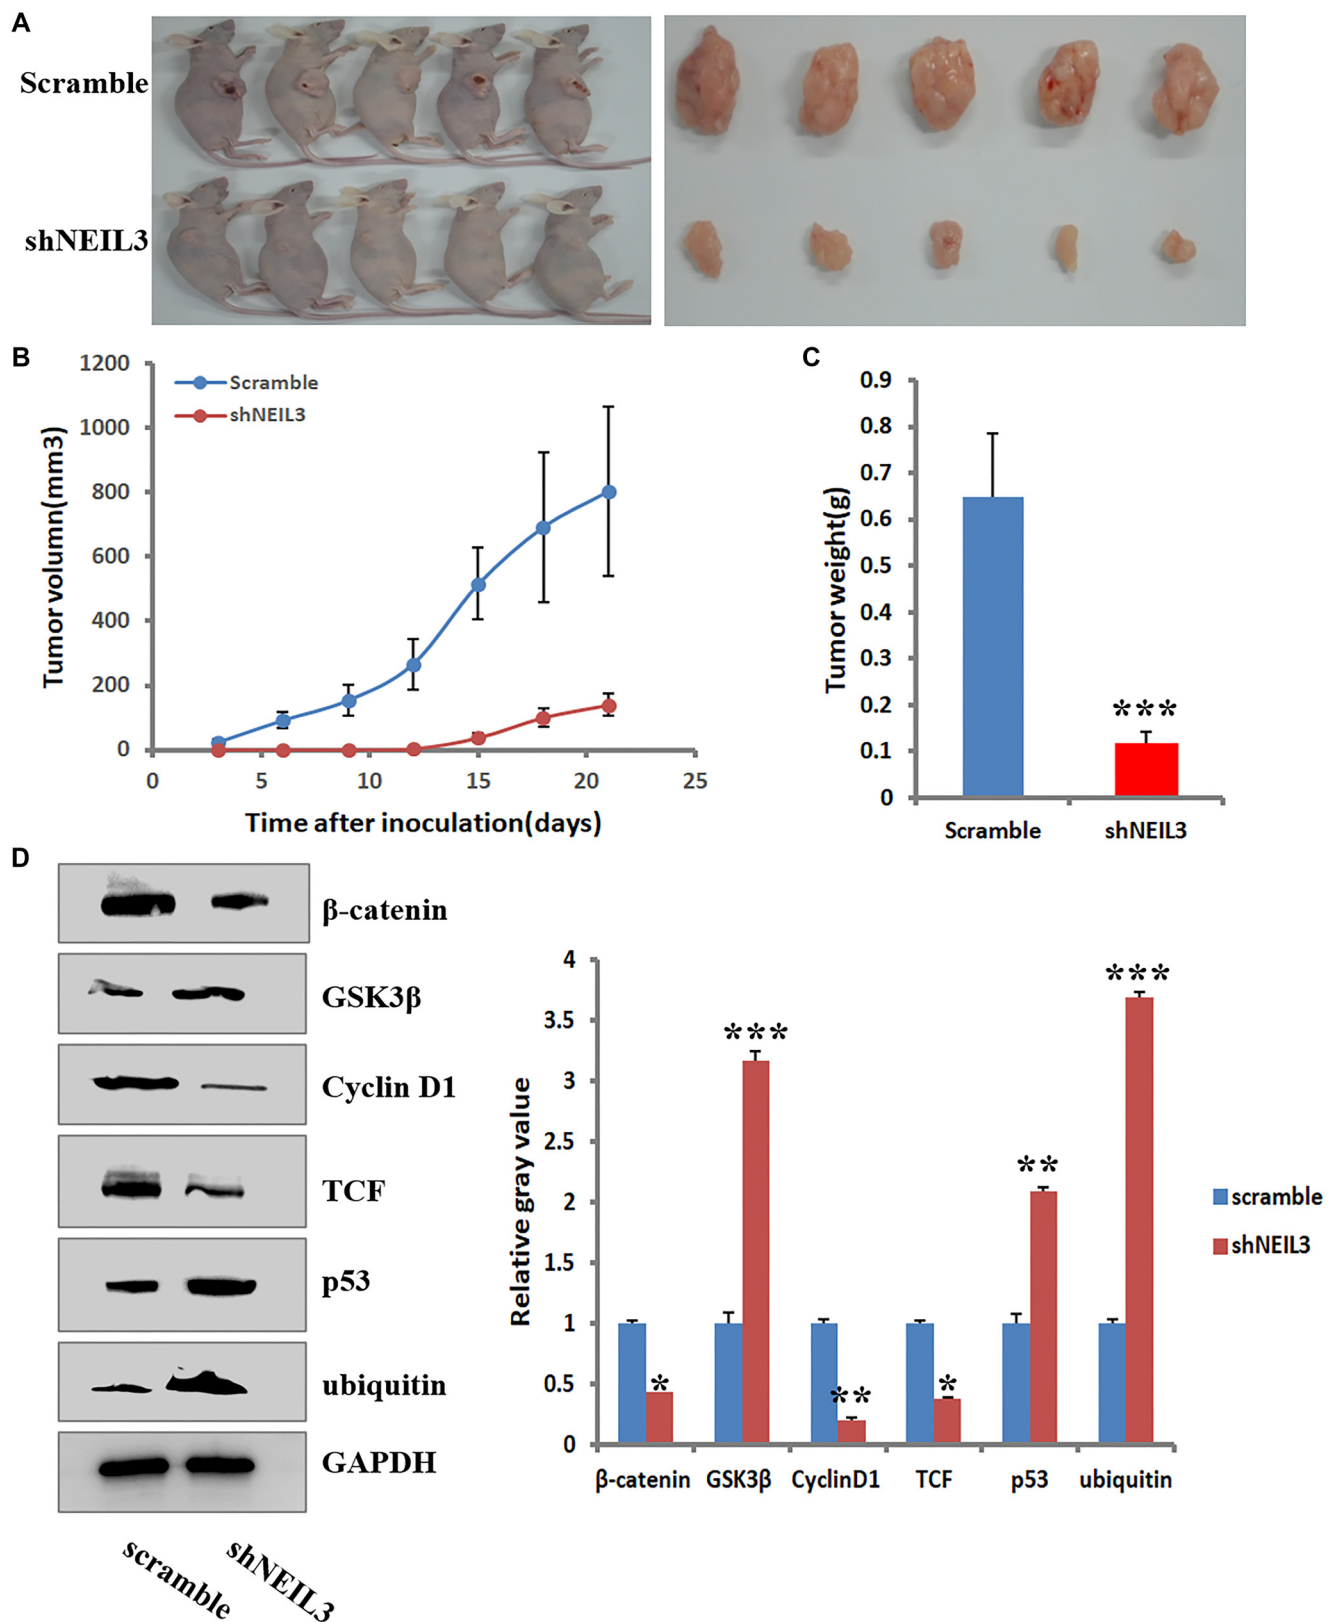 A
Scramble
shNEIL3
B
1200
1000
800
600
400
200
0
0 5 10 15 20 25
Tumor volumn(mm3)
Time after inoculation(days)
Scramble
shNEIL3
C
0.9
0.8
0.7
0.6
0.5
0.4
0.3
0.2
0.1
0
Tumor weight(g)
***
Scramble shNEIL3
D
β-catenin
GSK3β
Cyclin D1
TCF
p53
ubiquitin
GAPDH
scramble shNEIL3
4
3.5
3
2.5
2
1.5
1
0.5
0
Relative gray value
* *** ** * ** ***
β-catenin GSK3β CyclinD1 TCF p53 ubiquitin
scramble
shNEIL3